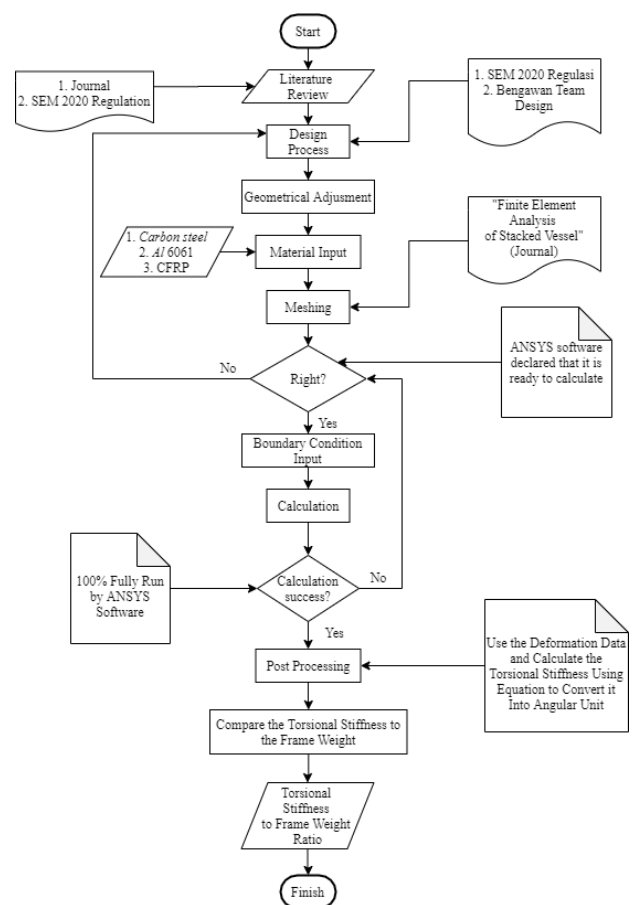 Start
1. Journal
2. SEM 2020 Regulation
Literature
Review
1. SEM 2020 Regulasi
2. Bengawan Team
Design
Design
Process
Geometrical Adjusment
"Finite Element
Analysis
of Stacked Vessel"
(Journal)
1. Carbon steel
2. Al 6061
3. CFRP
Material Input
Meshing
ANSYS software
declared that it is
ready to calculate
No
Right?
Yes
Boundary Condition
Input
Calculation
100% Fully Run
by ANSYS
Software
Calculation
success?
No
Yes
Post Processing
Use the Deformation Data
and Calculate the
Torsional Stiffness Using
Equation to Convert it
Into Angular Unit
Compare the Torsional Stiffness to
the Frame Weight
Torsional
Stiffness
to Frame Weight
Ratio
Finish